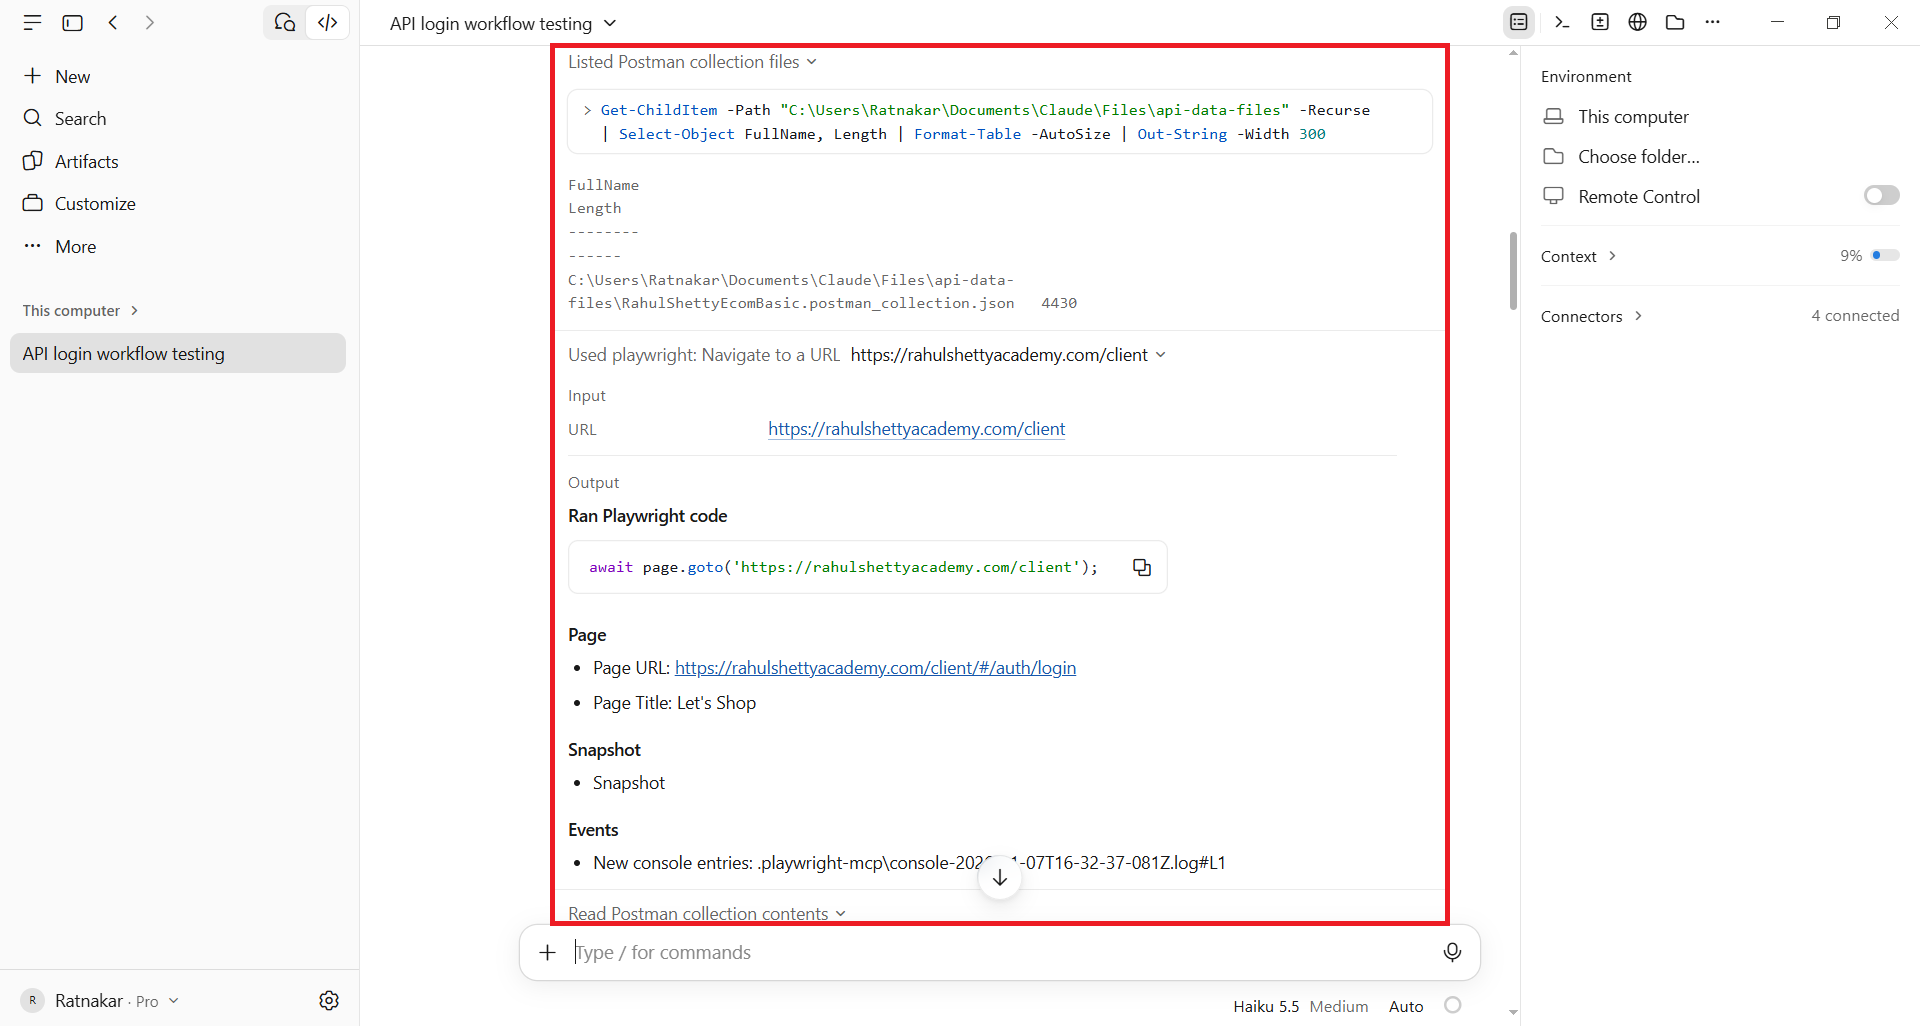 API login workflow testing
New
Search
Artifacts
Customize
More
This computer
API login workflow testing
Ratnakar · Pro
R
Listed Postman collection files
> Get-ChildItem -Path "C:\Users\Ratnakar\Documents\Claude\Files\api-data-files" -Recurse
| Select-Object FullName, Length | Format-Table -AutoSize | Out-String -Width 300
FullName
Length
--------
------
C:\Users\Ratnakar\Documents\Claude\Files\api-data-
files\RahulShettyEcomBasic.postman_collection.json 4430
Used playwright: Navigate to a URL https://rahulshettyacademy.com/client
Input
URL https://rahulshettyacademy.com/client
Output
Ran Playwright code
await page.goto('https://rahulshettyacademy.com/client');
Page
• Page URL: https://rahulshettyacademy.com/client/#/auth/login
• Page Title: Let's Shop
Snapshot
• Snapshot
Events
• New console entries: .playwright-mcp\console-202 1-07T16-32-37-081Z.log#L1
Read Postman collection contents
Type / for commands
Haiku 5.5 Medium Auto
Environment
This computer
Choose folder...
Remote Control
Context 9%
Connectors 4 connected